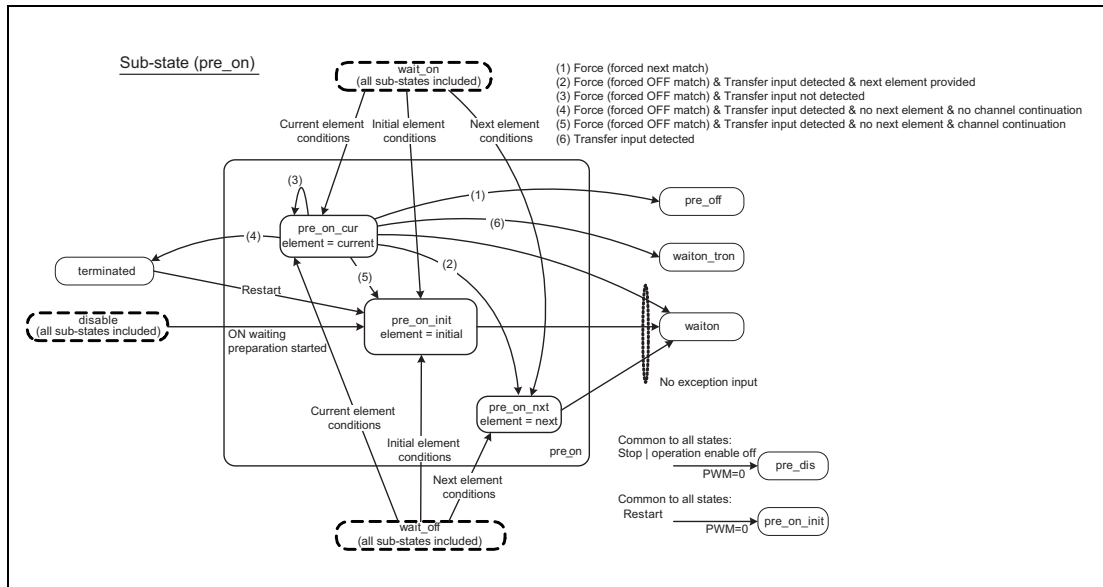 Sub-state (pre_on)
wait_on
(all sub-states included)
(1) Force (forced next match)
(2) Force (forced OFF match) & Transfer input detected & next element provided
(3) Force (forced OFF match) & Transfer input not detected
(4) Force (forced OFF match) & Transfer input detected & no next element & no channel continuation
(5) Force (forced OFF match) & Transfer input detected & no next element & channel continuation
(6) Transfer input detected
Current element
conditions
Initial element
conditions
Next element
conditions
(3)
(1)
pre_off
pre_on_cur
element = current
(6)
(4)
waiton_tron
(2)
terminated
(5)
Restart
disable
(all sub-states included)
pre_on_init
element = initial
waiton
ON waiting
preparation started
No exception input
pre_on_nxt
element = next
Current element
conditions
Initial element
conditions
pre_on
Common to all states:
Stop | operation enable off
pre_dis
PWM=0
Next element
conditions
Common to all states:
Restart
pre_on_init
PWM=0
wait_off
(all sub-states included)